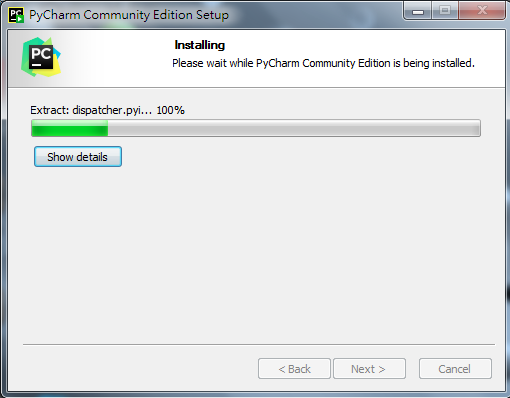 PC PyCharm Community Edition Setup
PC
Installing
Please wait while PyCharm Community Edition is being installed.
Extract: dispatcher.pyi... 100%
Show details
< Back
Next >
Cancel